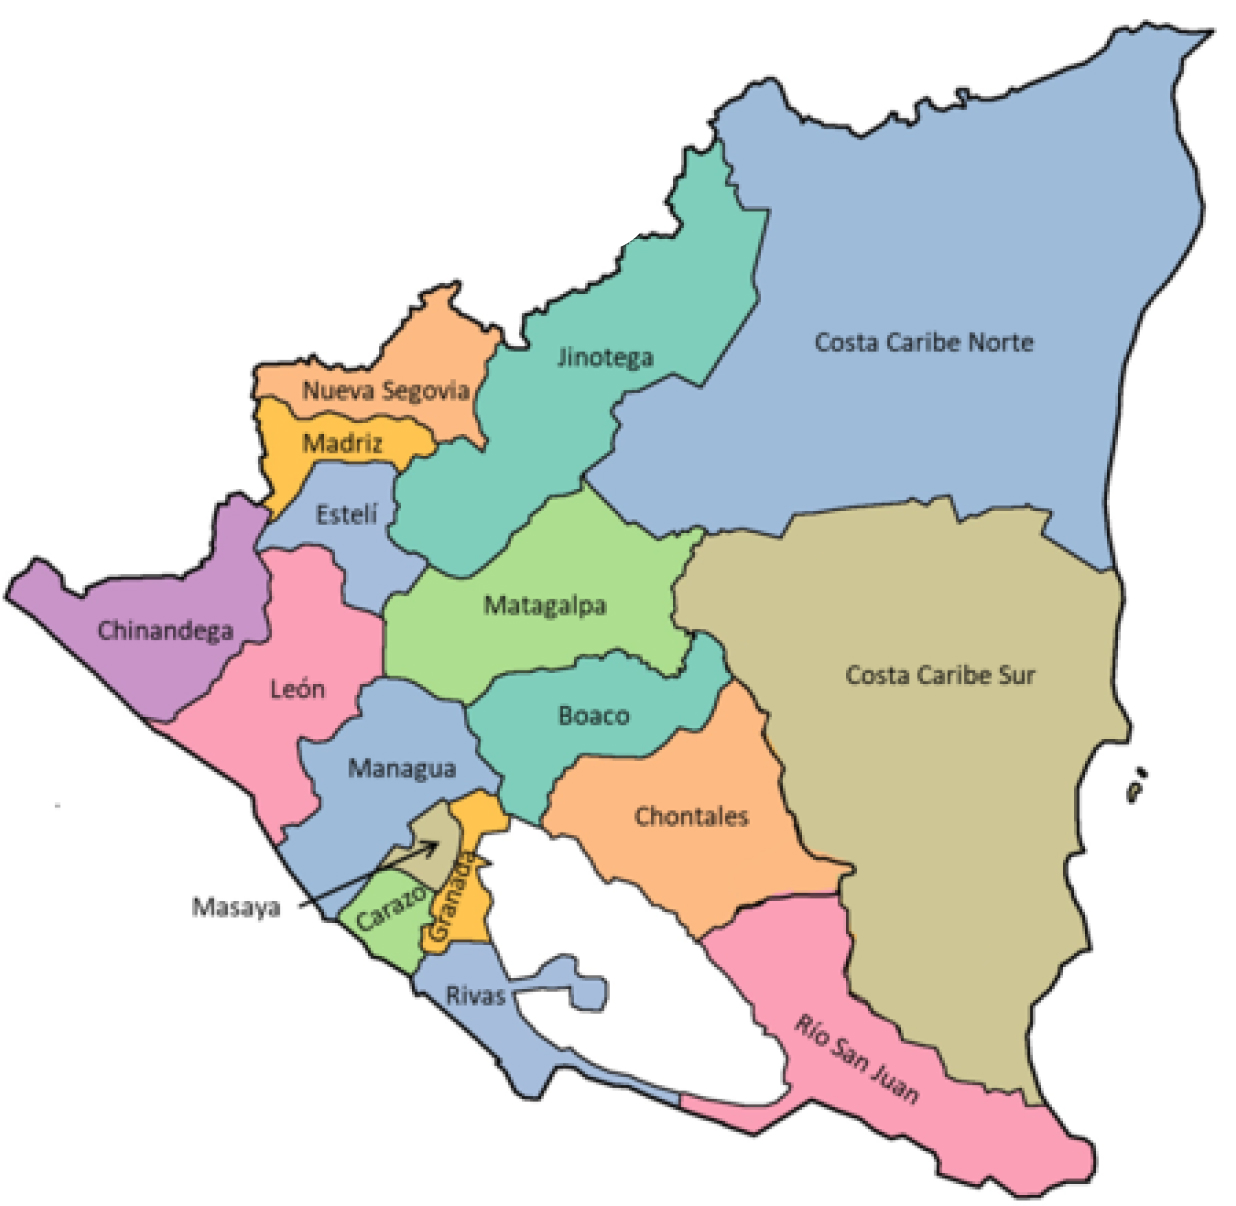 Costa Caribe Norte
Jinotega
Nueva Segovia
Madriz
Estelí
Matagalpa
Chinandega
Costa Caribe Sur
León
Boaco
Managua
Chontales
Masaya
Carazo
Granada
Rivas
Río San Juan